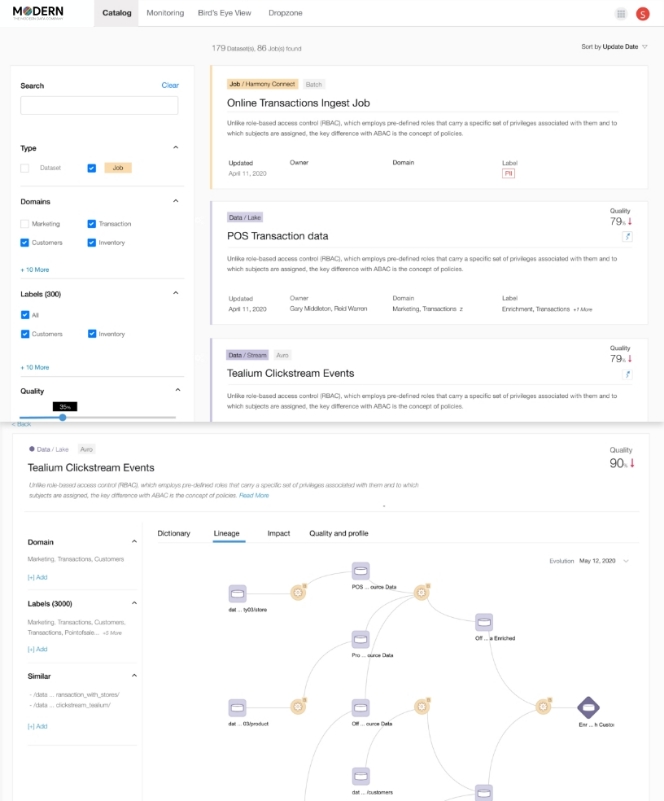 MODERN
Catalog
Monitoring
Bird's Eye View
Dropzone
S
179 Dataset(s), 86 Job(s) found
Sort by Update Date
Search
Clear
Type
Dataset
Job
Domains
Marketing
Transaction
Customers
Inventory
+ 10 More
Labels (300)
All
Customers
Inventory
+ 10 More
Quality
35%
Job / Harmony Connect
Batch
Online Transactions Ingest Job
Unlike role-based access control (RBAC), which employs pre-defined roles that carry a specific set of privileges associated with them and to
which subjects are assigned, the key difference with ABAC is the concept of policies.
Updated
Owner
Domain
Label
April 11, 2020
PII
Data / Lake
Quality
79%
POS Transaction data
Unlike role-based access control (RBAC), which employs pre-defined roles that carry a specific set of privileges associated with them and to
which subjects are assigned, the key difference with ABAC is the concept of policies.
Updated
Owner
Domain
Label
April 11, 2020
Gary Middleton, Reid Warren
Marketing, Transactions 2
Enrichment, Transactions +1 More
Data / Stream
Avro
Quality
79%
Tealium Clickstream Events
Unlike role-based access control (RBAC), which employs pre-defined roles that carry a specific set of privileges associated with them and to
which subjects are assigned, the key difference with ABAC is the concept of policies.
< Back
Data / Lake
Avro
Quality
90%
Tealium Clickstream Events
Unlike role-based access control (RBAC), which employs pre-defined roles that carry a specific set of privileges associated with them and to which
subjects are assigned, the key difference with ABAC is the concept of policies. Read More
Domain
Marketing, Transactions, Customers
[+] Add
Labels (3000)
Marketing, Transactions, Customers,
Transactions, Pointofsale... +2 More
[+] Add
Similar
- /data ... ransaction_with_stores/
- /data ... clickstream_tealium/
[+] Add
Dictionary
Lineage
Impact
Quality and profile
Evolution May 12, 2020
POS ... ource Data
dat ... ty03/store
Off ... a Enriched
Pro ... ource Data
dat ... 03/product
Off ... ource Data
Enr ... h Custor
dat ... /customers